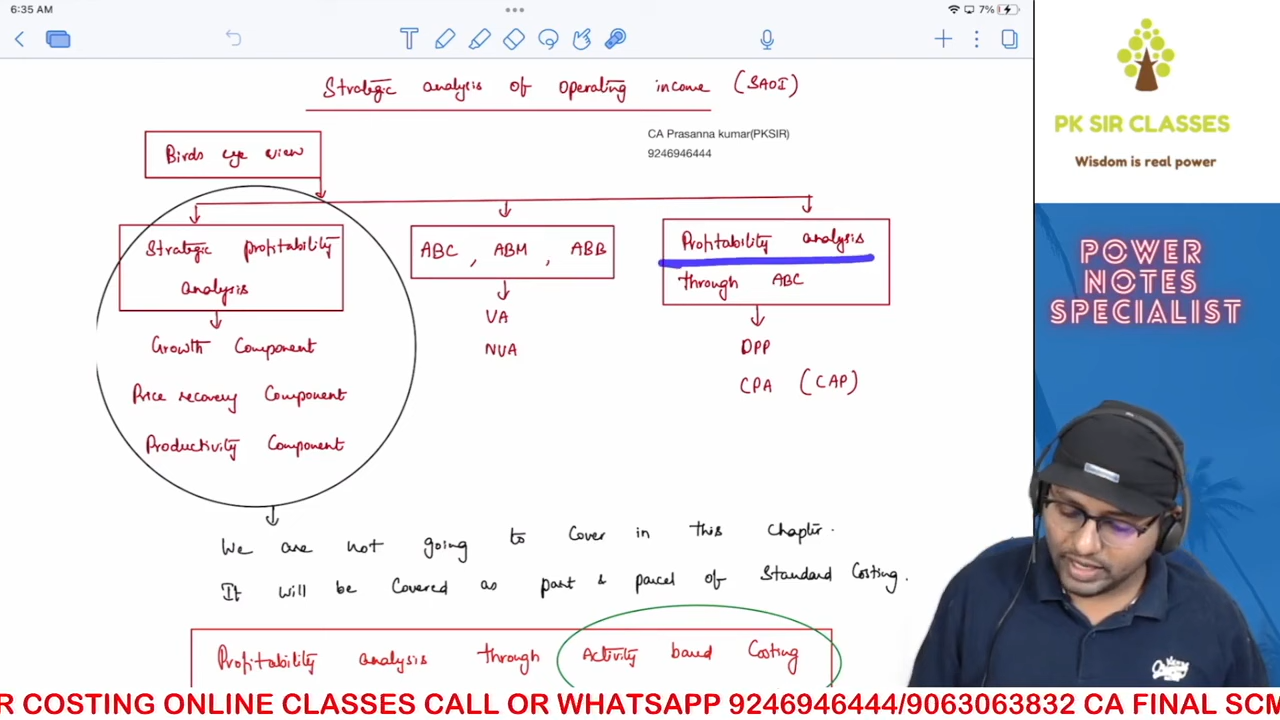 6:35 AM
7%
T
Strategic analysis of operating income (SAOI)
CA Prasanna kumar(PKSIR)
9246946444
Birds eye view
Strategic profitability
analysis
Growth Component
Price recovery Component
Productivity Component
ABC, ABM, ABB
VA
NVA
Profitability analysis
through ABC
DPP
CPA (CAP)
We are not going to Cover in this Chapter.
It will be Covered as part & parcel of Standard Costing.
Profitability analysis through Activity based Costing
PK SIR CLASSES
Wisdom is real power
POWER
NOTES
SPECIALIST
R COSTING ONLINE CLASSES CALL OR WHATSAPP 9246946444/9063063832 CA FINAL SCM